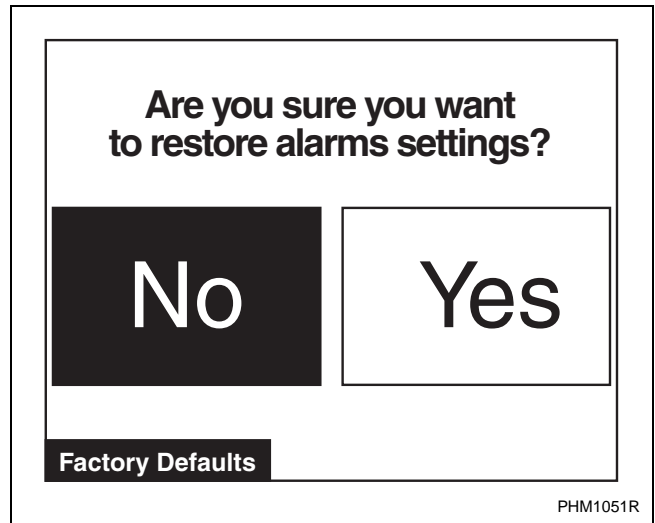 Are you sure you want
to restore alarms settings?
No
Yes
Factory Defaults
PHM1051R